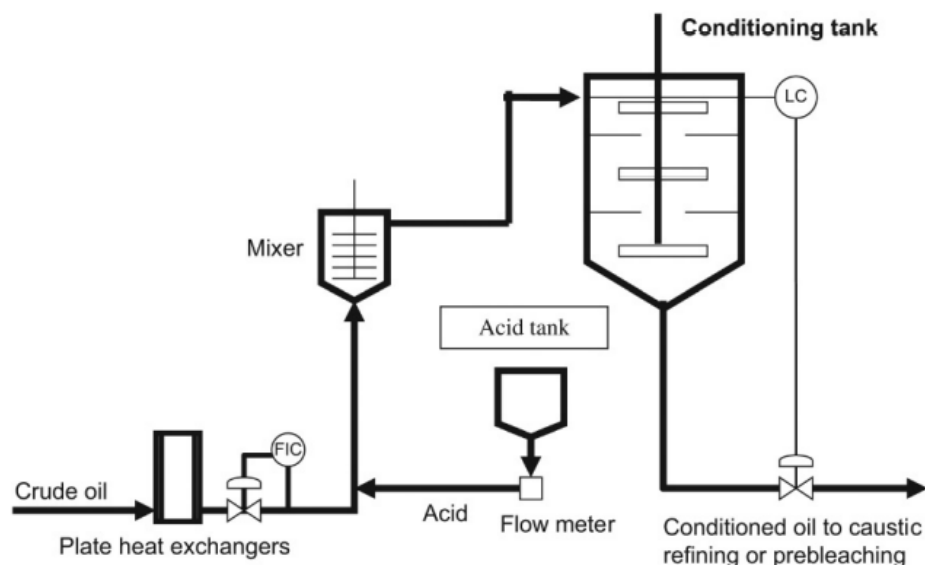 Conditioning tank
LC
Mixer
Acid tank
FIC
Crude oil
Acid
Flow meter
Plate heat exchangers
Conditioned oil to caustic
refining or prebleaching